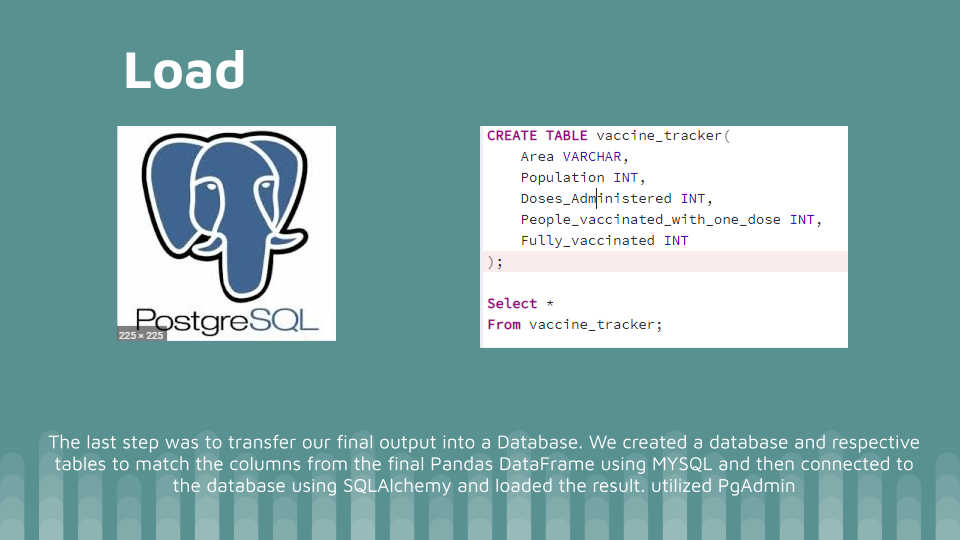 Load
PostgreSQL
225 × 225
CREATE TABLE vaccine_tracker(
Area VARCHAR,
Population INT,
Doses_Administered INT,
People_vaccinated_with_one_dose INT,
Fully_vaccinated INT
);
Select *
From vaccine_tracker;
The last step was to transfer our final output into a Database. We created a database and respective
tables to match the columns from the final Pandas DataFrame using MYSQL and then connected to
the database using SQLAlchemy and loaded the result. utilized PgAdmin